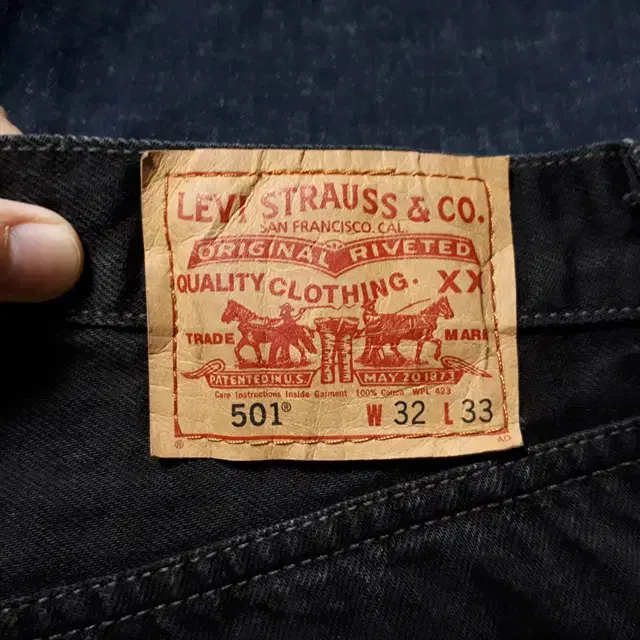 LEVI STRAUSS & CO.
SAN FRANCISCO, CAL.
ORIGINAL RIVETED
QUALITY CLOTHING. XX
TRADE MARK
PATENTED IN U.S. MAY 20 1873
Care Instructions Inside Garment 100% Cotton WPL 423
501® W 32 L 33
® AD